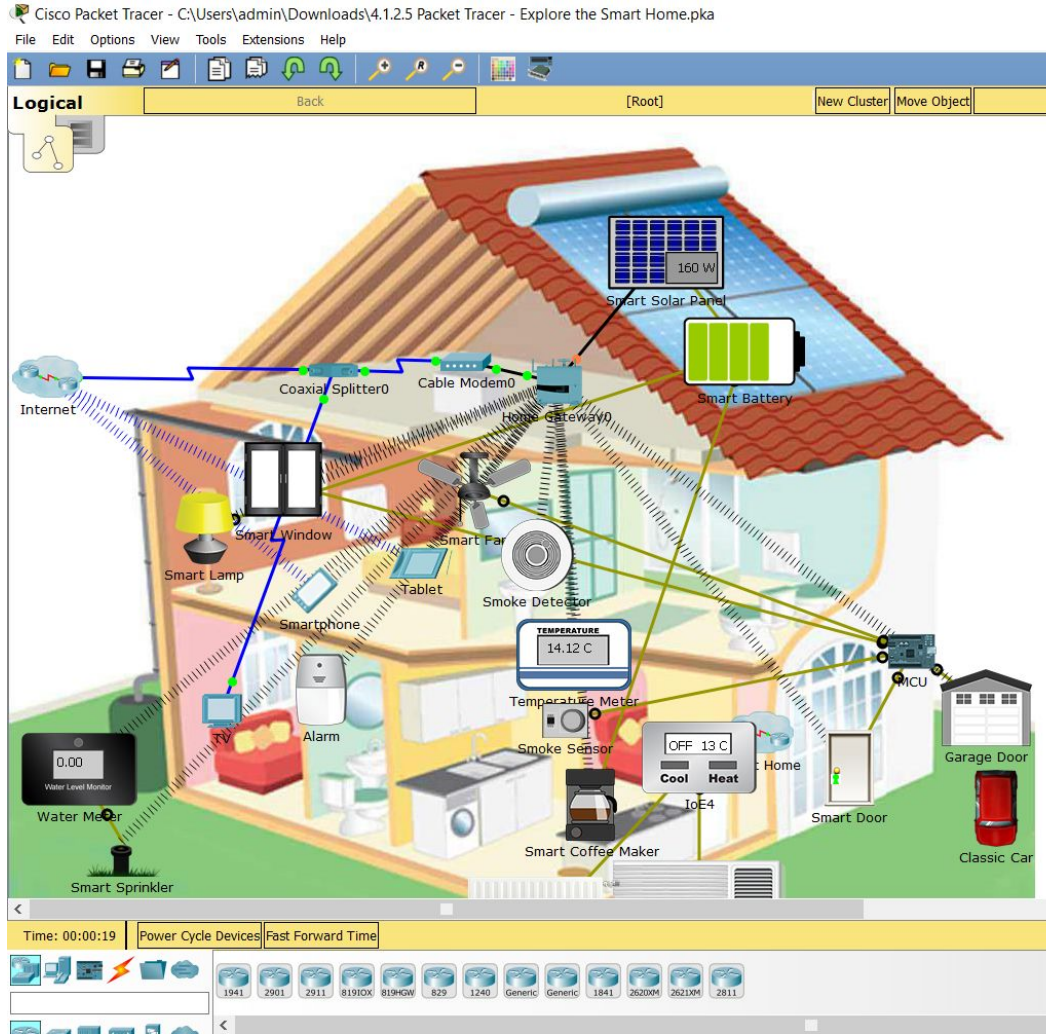 Cisco Packet Tracer - C:\Users\admin\Downloads\4.1.2.5 Packet Tracer - Explore the Smart Home.pka
File Edit Options View Tools Extensions Help
Logical Back [Root] New Cluster Move Object
160 W
Smart Solar Panel
Coaxial Splitter0
Cable Modem0
Internet
Smart Battery
Home Gateway0
Smart Window
Smart Fan
Smart Lamp
Tablet
Smoke Detector
Smartphone
TEMPERATURE
14.12 C
MCU
Temperature Meter
TV
Alarm
Smoke Sensor
OFF 13 C
Cool Heat
t Home
Garage Door
0.00
Water Level Monitor
IoE4
Water Meter
Smart Door
Smart Coffee Maker
Classic Car
Smart Sprinkler
Time: 00:00:19 Power Cycle Devices Fast Forward Time
1941 2901 2911 819IOX 819HGW 829 1240 Generic Generic 1841 2620XM 2621XM 2811